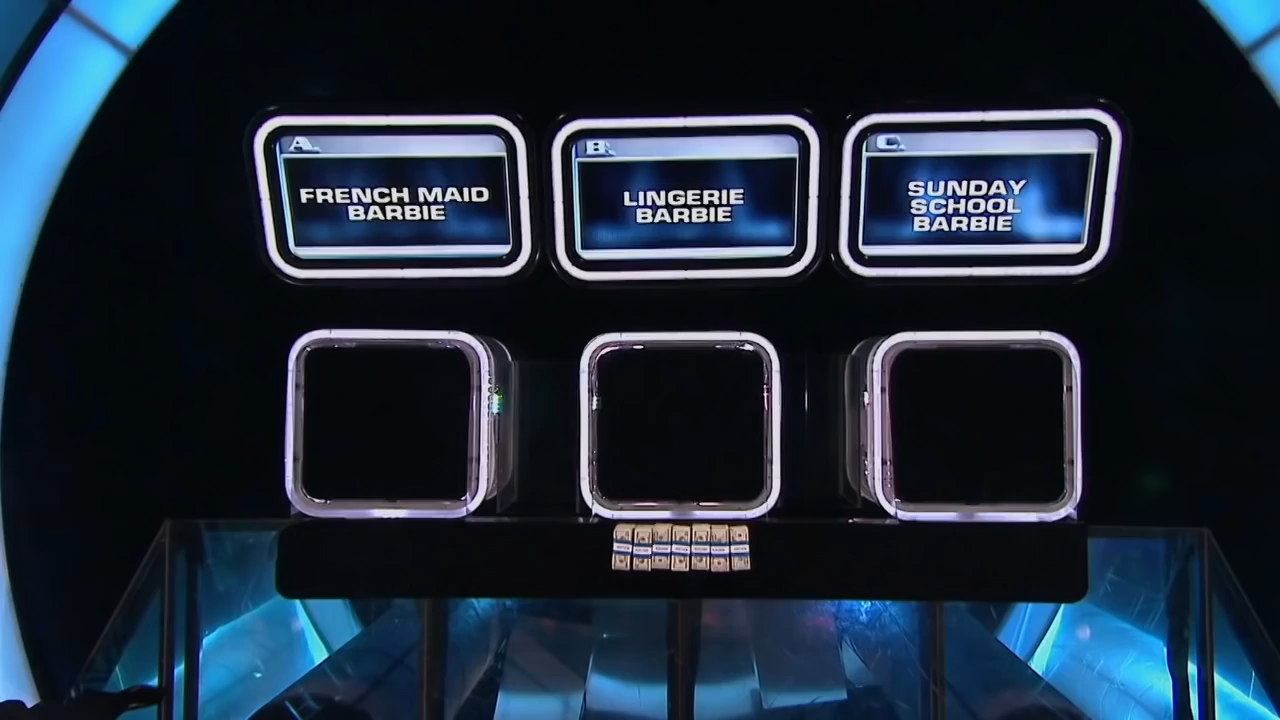 A.
FRENCH MAID
BARBIE
B.
LINGERIE
BARBIE
C.
SUNDAY
SCHOOL
BARBIE